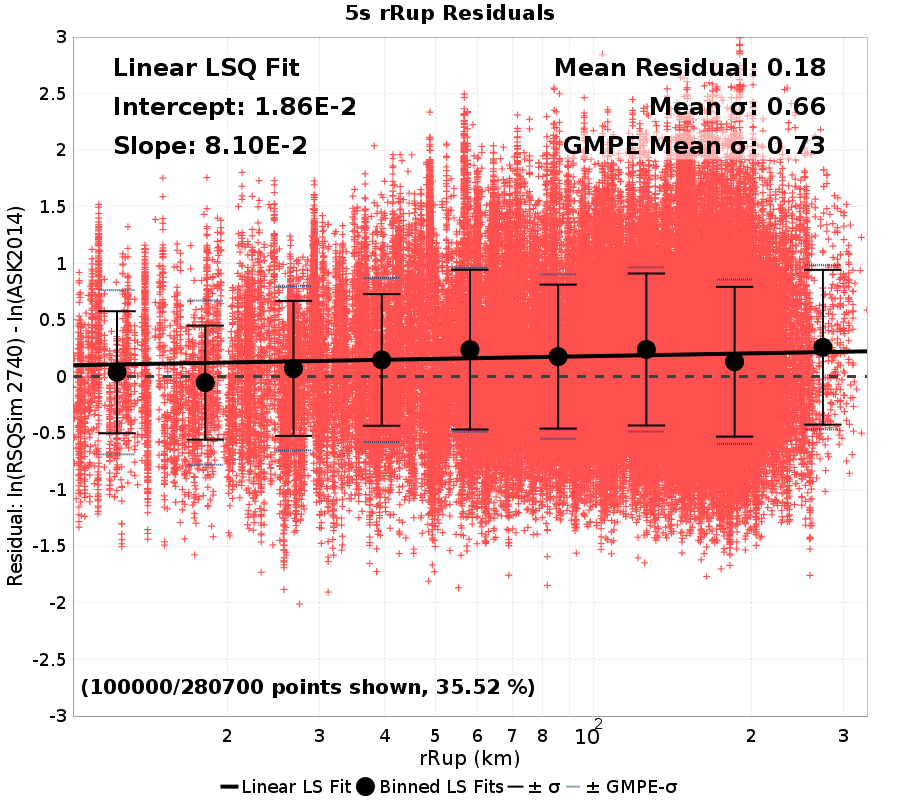 5s rRup Residuals
Linear LSQ Fit
Intercept: 1.86E-2
Slope: 8.10E-2
Mean Residual: 0.18
Mean σ: 0.66
GMPE Mean σ: 0.73
3
2.5
2
1.5
1
0.5
0
-0.5
-1
-1.5
-2
-2.5
-3
Residual: ln(RSQSim 2740) - ln(ASK2014)
(100000/280700 points shown, 35.52 %)
2 3 4 5 6 7 8 10² 2 3
rRup (km)
Linear LS Fit Binned LS Fits ± σ ± GMPE-σ